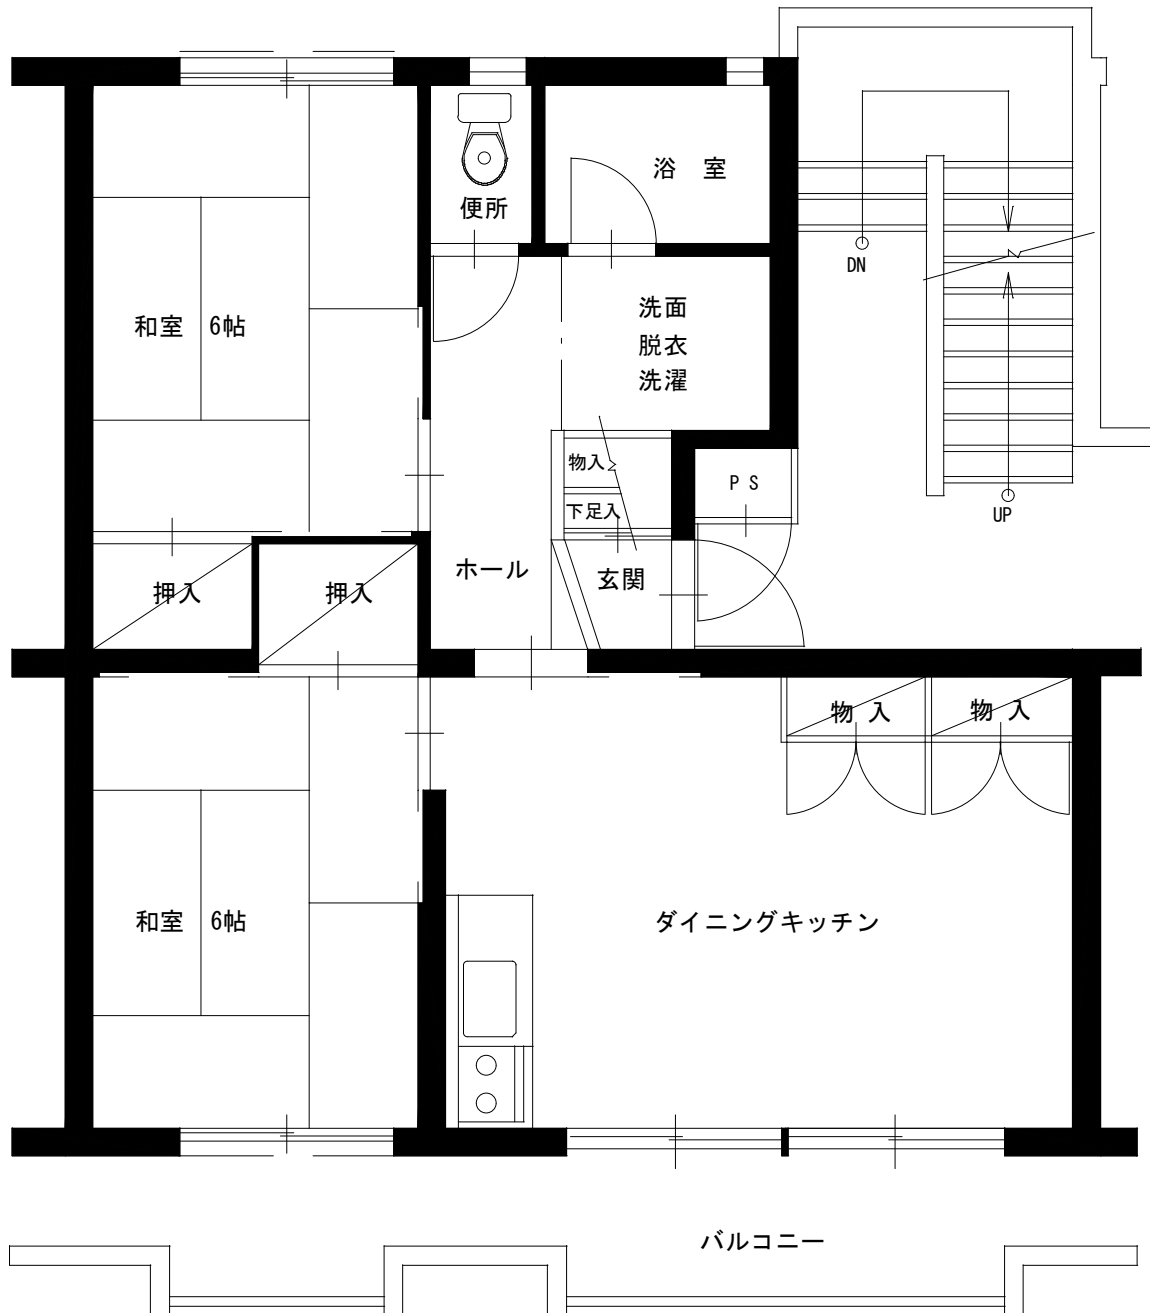 浴 室
便所
DN
洗面
脱衣
洗濯
和室 6帖
物入
PS
下足入
UP
ホール
玄関
押入
押入
物入
物入
和室 6帖
ダイニングキッチン
バルコニー